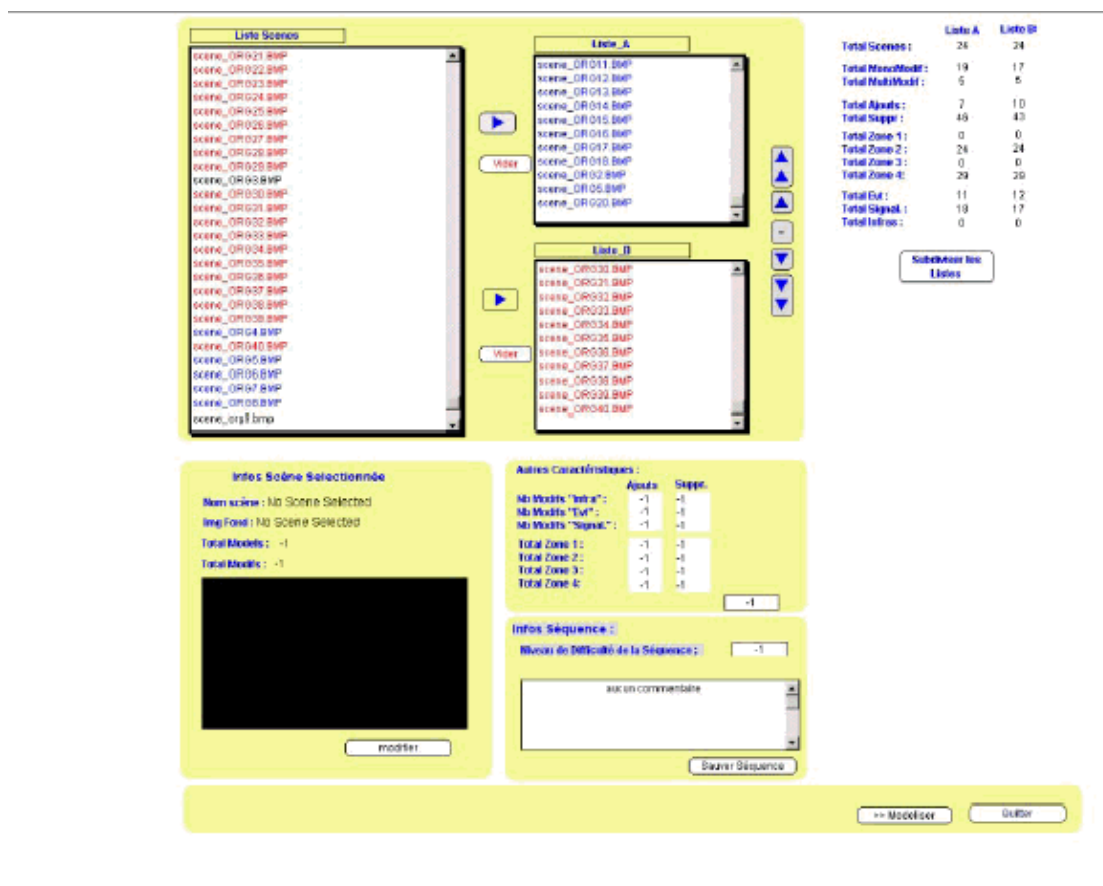 Liste Scenes
scene_ORG21.BMP
scene_ORG22.BMP
scene_ORG23.BMP
scene_ORG24.BMP
scene_ORG25.BMP
scene_ORG26.BMP
scene_ORG27.BMP
scene_ORG28.BMP
scene_ORG29.BMP
scene_ORG3.BMP
scene_ORG30.BMP
scene_ORG31.BMP
scene_ORG32.BMP
scene_ORG33.BMP
scene_ORG34.BMP
scene_ORG35.BMP
scene_ORG36.BMP
scene_ORG37.BMP
scene_ORG38.BMP
scene_ORG39.BMP
scene_ORG4.BMP
scene_ORG40.BMP
scene_ORG5.BMP
scene_ORG6.BMP
scene_ORG7.BMP
scene_ORG8.BMP
Vider
Vider
Liste_A
scene_ORG11.BMP
scene_ORG12.BMP
scene_ORG13.BMP
scene_ORG14.BMP
scene_ORG15.BMP
scene_ORG16.BMP
scene_ORG17.BMP
scene_ORG18.BMP
scene_ORG2.BMP
scene_ORG5.BMP
scene_ORG20.BMP
Liste_B
scene_ORG30.BMP
scene_ORG31.BMP
scene_ORG32.BMP
scene_ORG33.BMP
scene_ORG34.BMP
scene_ORG35.BMP
scene_ORG36.BMP
scene_ORG37.BMP
scene_ORG38.BMP
scene_ORG39.BMP
scene_ORG40.BMP
-
Liste A Liste B
Total Scenes : 24 24
Total MonoModif : 19 17
Total MultiModif : 5 5
Total Ajouts : 7 10
Total Suppr : 46 43
Total Zone 1 : 0 0
Total Zone 2 : 24 24
Total Zone 3 : 0 0
Total Zone 4: 29 29
Total Evt : 11 12
Total Signal. : 18 17
Total Infras : 0 0
Subdiviser les
Listes
Infos Scène Selectionnée
Nom scène : No Scene Selected
Img Fond : No Scene Selected
Total Models : -1
Total Modifs : -1
modifier
Autres Caractéristiques :
Ajouts Suppr.
Nb Modifs "Infra" : -1 -1
Nb Modifs "Evt" : -1 -1
Nb Modifs "Signal." : -1 -1
Total Zone 1 : -1 -1
Total Zone 2 : -1 -1
Total Zone 3 : -1 -1
Total Zone 4: -1 -1
-1
Infos Séquence :
Niveau de Difficulté de la Séquence : -1
aucun commentaire
Sauver Séquence
>> Modeliser
Quitter